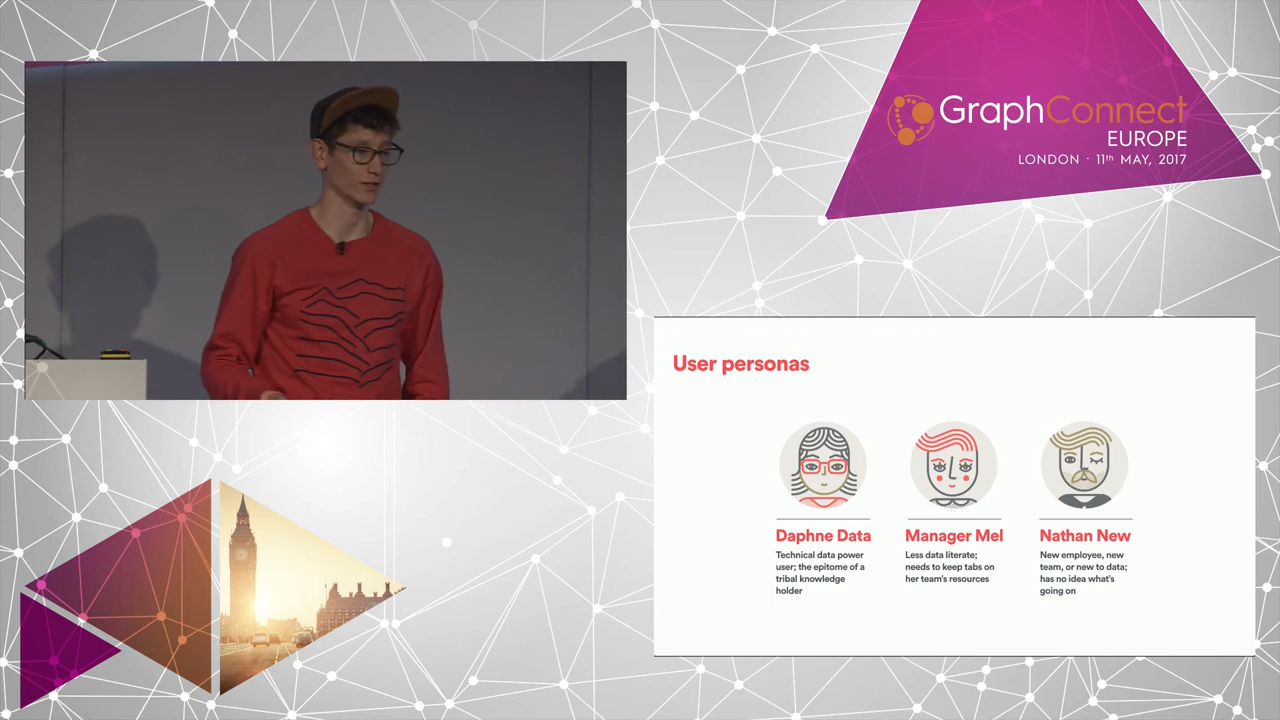 GraphConnect
EUROPE
LONDON · 11th MAY, 2017
User personas
Daphne Data
Technical data power
user; the epitome of a
tribal knowledge
holder
Manager Mel
Less data literate;
needs to keep tabs on
her team's resources
Nathan New
New employee, new
team, or new to data;
has no idea what's
going on